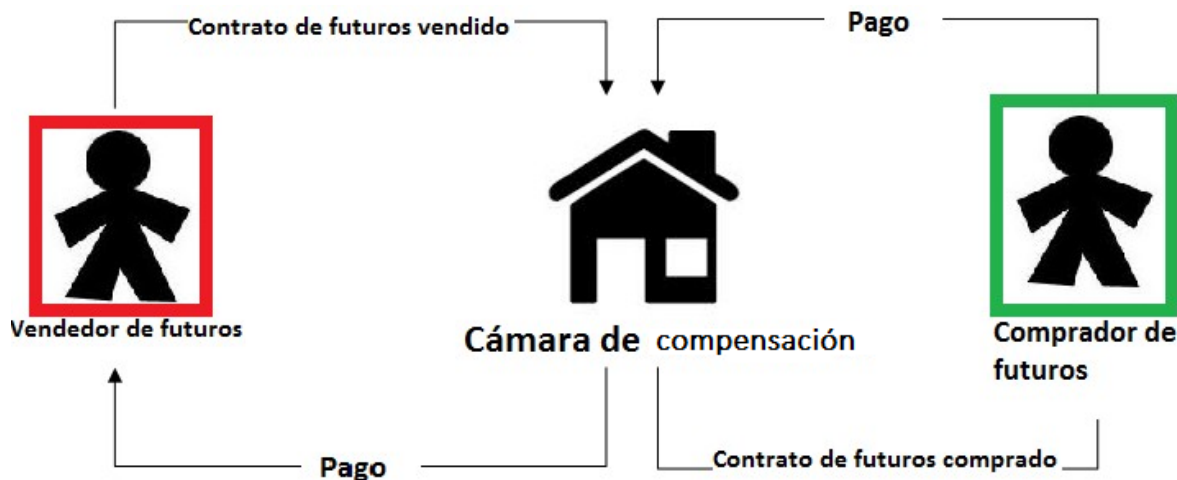 Contrato de futuros vendido
Pago
Vendedor de futuros
Cámara de compensación
Comprador de
futuros
Pago
Contrato de futuros comprado